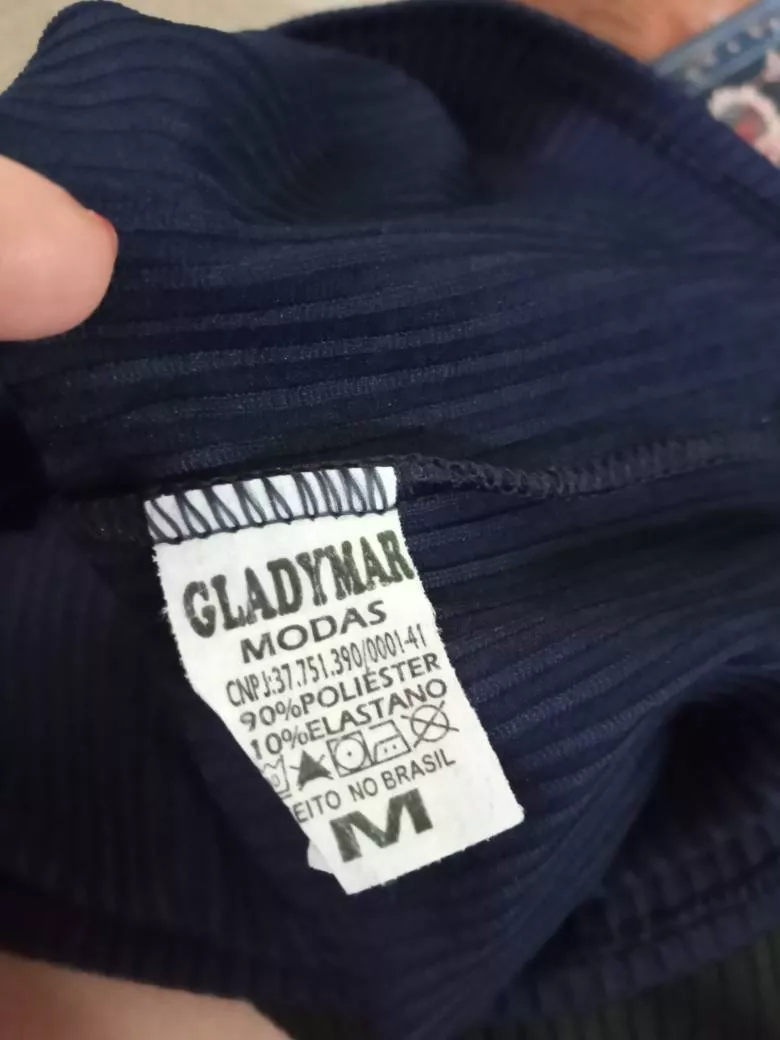 GLADYMAR
MODAS
CNPJ:37.751.390/0001-41
90%POLIÉSTER
10%ELASTANO
EITO NO BRASIL
M